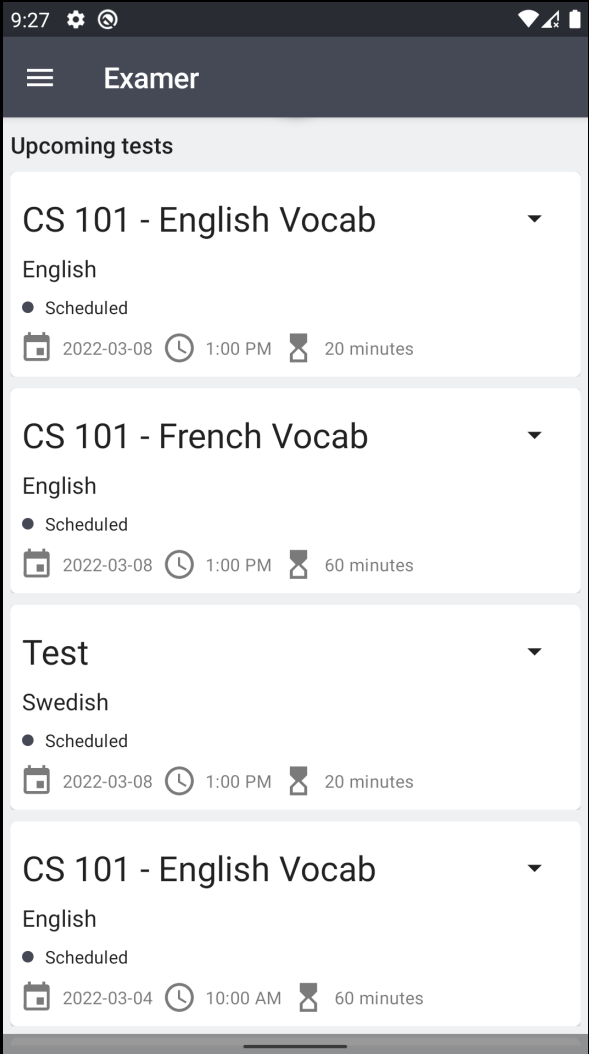 9:27
Examer
Upcoming tests
CS 101 - English Vocab
English
Scheduled
2022-03-08 1:00 PM 20 minutes
CS 101 - French Vocab
English
Scheduled
2022-03-08 1:00 PM 60 minutes
Test
Swedish
Scheduled
2022-03-08 1:00 PM 20 minutes
CS 101 - English Vocab
English
Scheduled
2022-03-04 10:00 AM 60 minutes